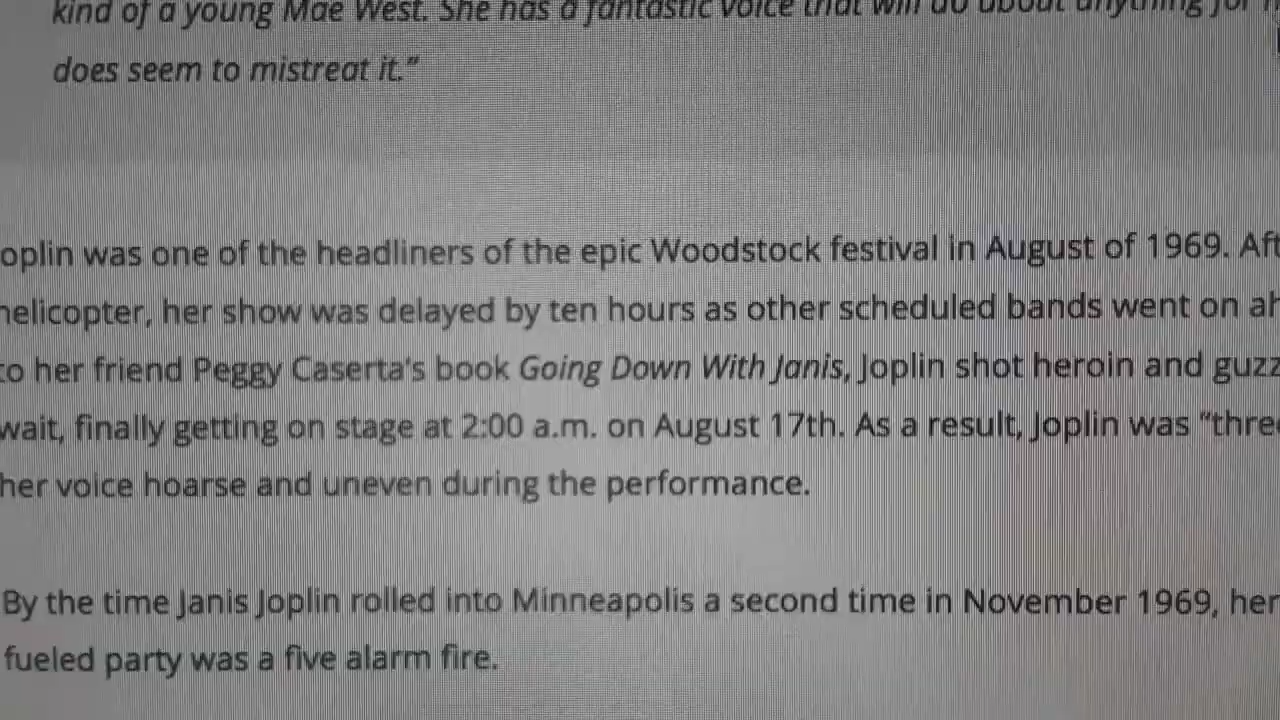 kind of a young Mae West. She has a fantastic voice that will do about anything for
does seem to mistreat it.”
oplin was one of the headliners of the epic Woodstock festival in August of 1969. Aft
helicopter, her show was delayed by ten hours as other scheduled bands went on ah
to her friend Peggy Caserta's book Going Down With Janis, Joplin shot heroin and guzz
wait, finally getting on stage at 2:00 a.m. on August 17th. As a result, Joplin was “three
her voice hoarse and uneven during the performance.
By the time Janis Joplin rolled into Minneapolis a second time in November 1969, her
fueled party was a five alarm fire.